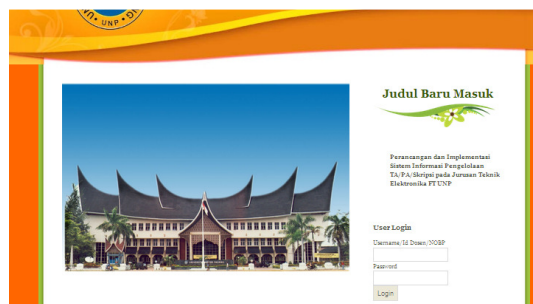 UNP
Judul Baru Masuk
Perancangan dan Implementasi
Sistem Informasi Pengelolaan
TA/PA/Skripsi pada Jurusan Teknik
Elektronika FT UNP
User Login
Username/Id Dosen/NOBP
Password
Login